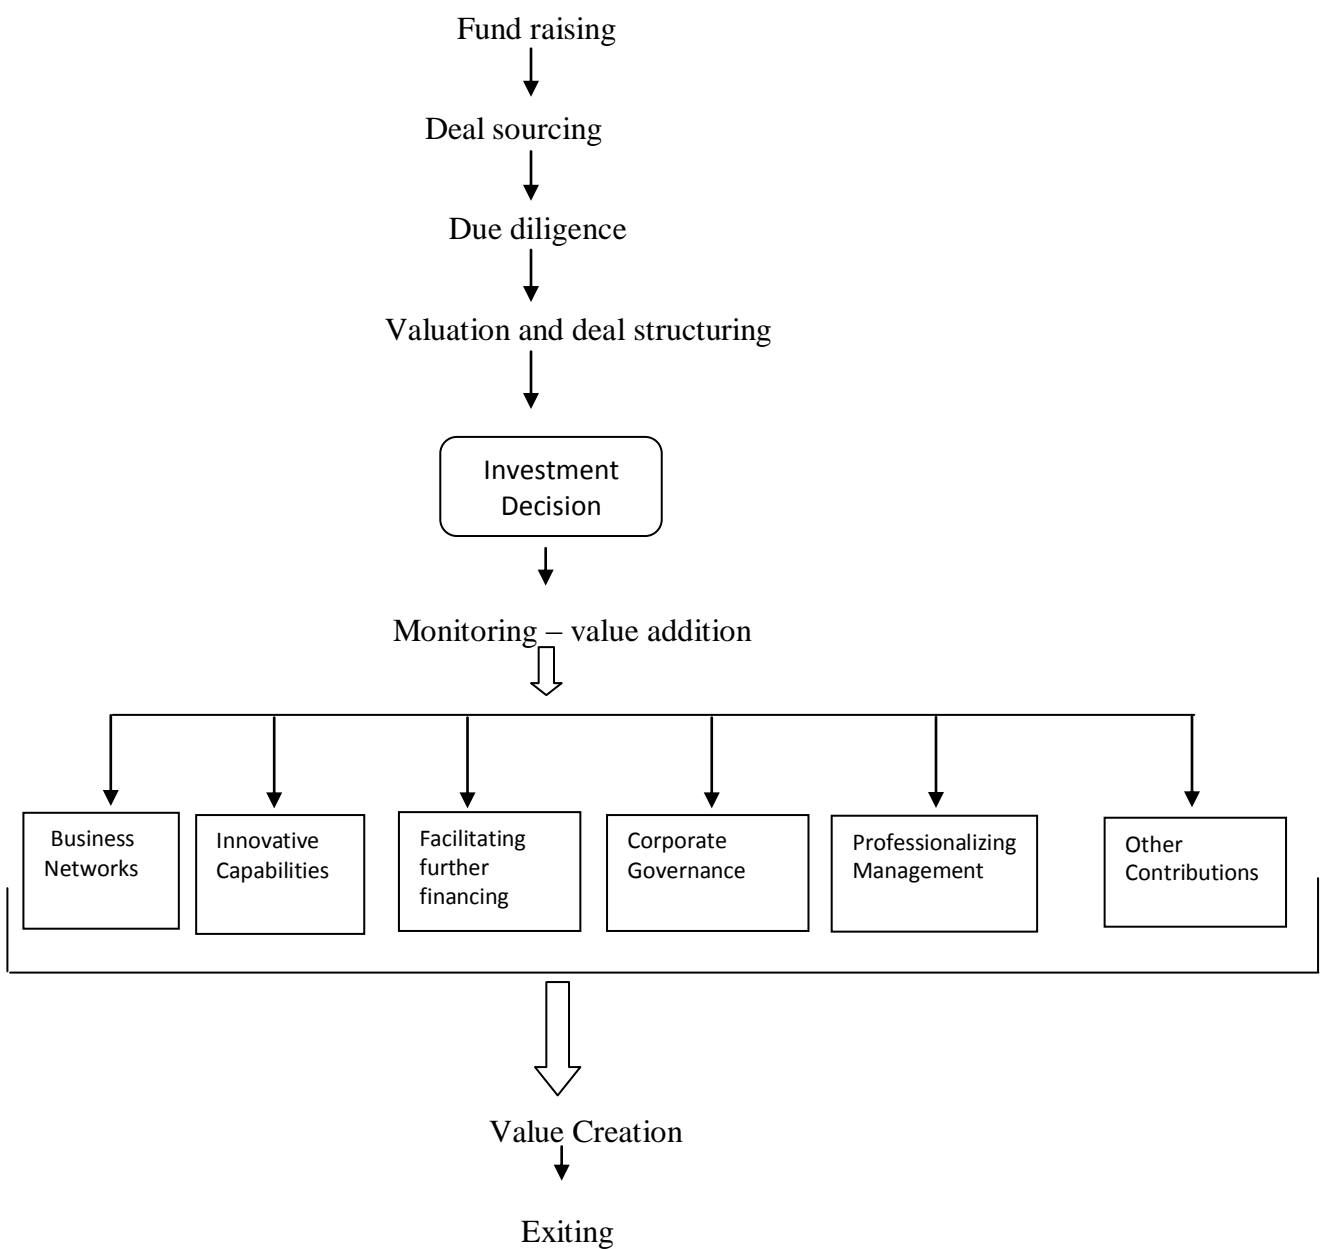 Fund raising
Deal sourcing
Due diligence
Valuation and deal structuring
Investment
Decision
Monitoring – value addition
Business
Networks
Innovative
Capabilities
Facilitating
further
financing
Corporate
Governance
Professionalizing
Management
Other
Contributions
Value Creation
Exiting